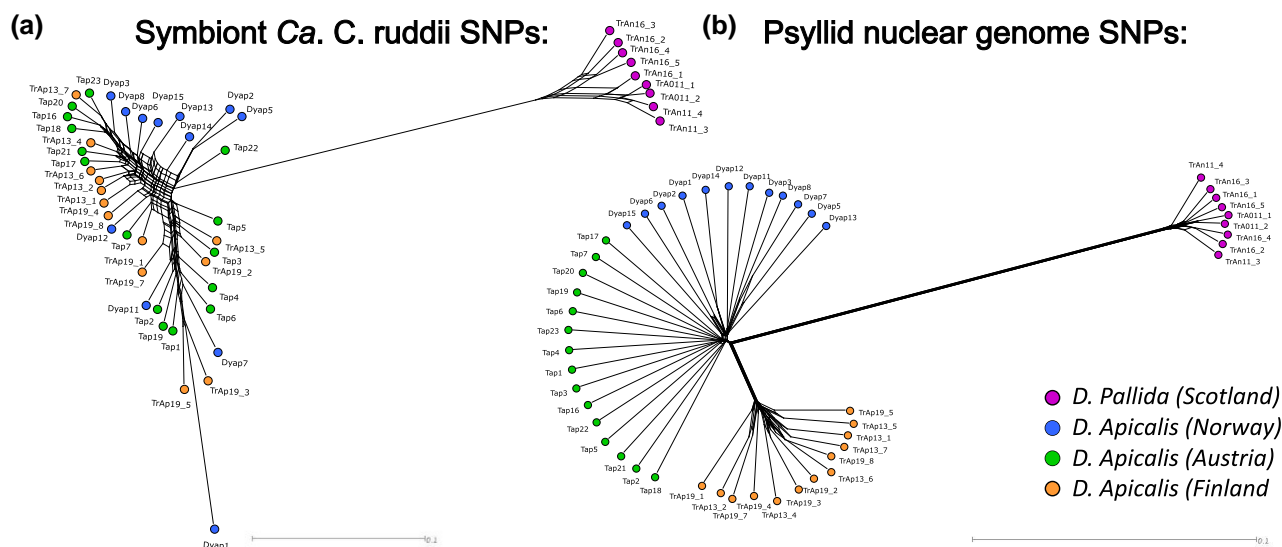 (a) Symbiont Ca. C. ruddii SNPs:
TrAn16_3
TrAn16_2
TrAn16_4
TrAn16_5
TrAn16_1
TrA011_1
TrA011_2
TrAn11_4
TrAn11_3
Tap23
Dyap3
TrAp13_7
Dyap8
Dyap15
Dyap2
Tap20
Dyap6
Dyap13
Dyap5
Tap16
Dyap14
Tap18
TrAp13_4
Tap22
Tap21
Tap17
TrAp13_6
TrAp13_2
TrAp13_1
TrAp19_4
TrAp19_8
Dyap12
Tap7
Tap5
TrAp13_5
Tap3
TrAp19_2
TrAp19_1
TrAp19_7
Tap4
Dyap11
Tap6
Tap2
Tap19
Tap1
Dyap7
TrAp19_3
TrAp19_5
Dyap1
0.1
(b) Psyllid nuclear genome SNPs:
TrAn11_4
TrAn16_3
TrAn16_1
TrAn16_5
TrA011_1
TrA011_2
TrAn16_4
TrAn16_2
TrAn11_3
Dyap12
Dyap14
Dyap11
Dyap1
Dyap3
Dyap2
Dyap8
Dyap6
Dyap7
Dyap15
Dyap5
Dyap13
Tap17
Tap7
Tap20
Tap19
Tap6
Tap23
Tap4
Tap1
Tap3
Tap16
Tap22
Tap5
Tap21
Tap2
Tap18
TrAp19_5
TrAp13_5
TrAp13_1
TrAp13_7
TrAp19_8
TrAp13_6
TrAp19_2
TrAp19_3
TrAp13_4
TrAp19_4
TrAp19_7
TrAp13_2
TrAp19_1
D. Pallida (Scotland)
D. Apicalis (Norway)
D. Apicalis (Austria)
D. Apicalis (Finland
0.1